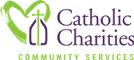 Catholic
Charities
COMMUNITY SERVICES